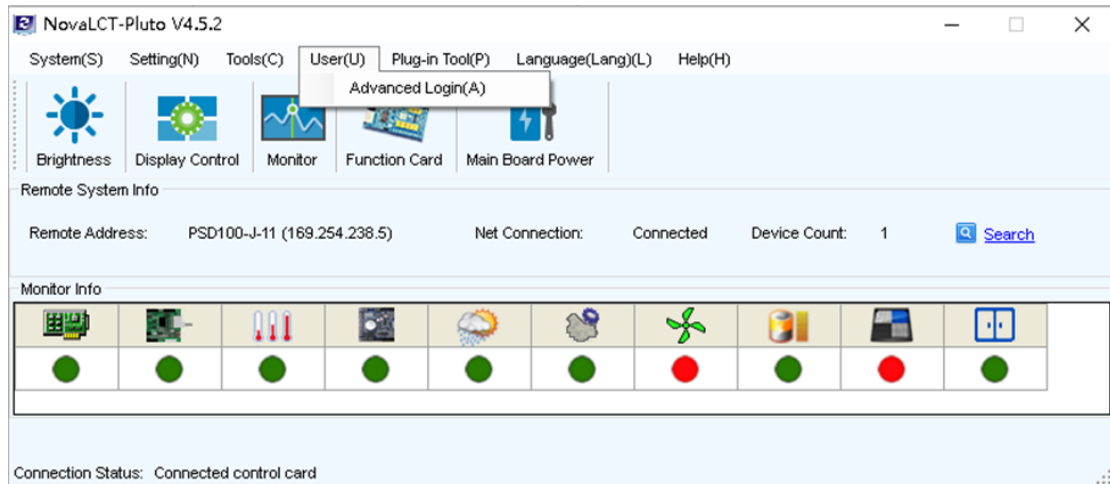 NovaLCT-Pluto V4.5.2
System(S) Setting(N) Tools(C) User(U) Plug-in Tool(P) Language(Lang)(L) Help(H)
Advanced Login(A)
Brightness Display Control Monitor Function Card Main Board Power
Remote System Info
Remote Address: PSD100-J-11 (169.254.238.5) Net Connection: Connected Device Count: 1 Search
Monitor Info
Connection Status: Connected control card